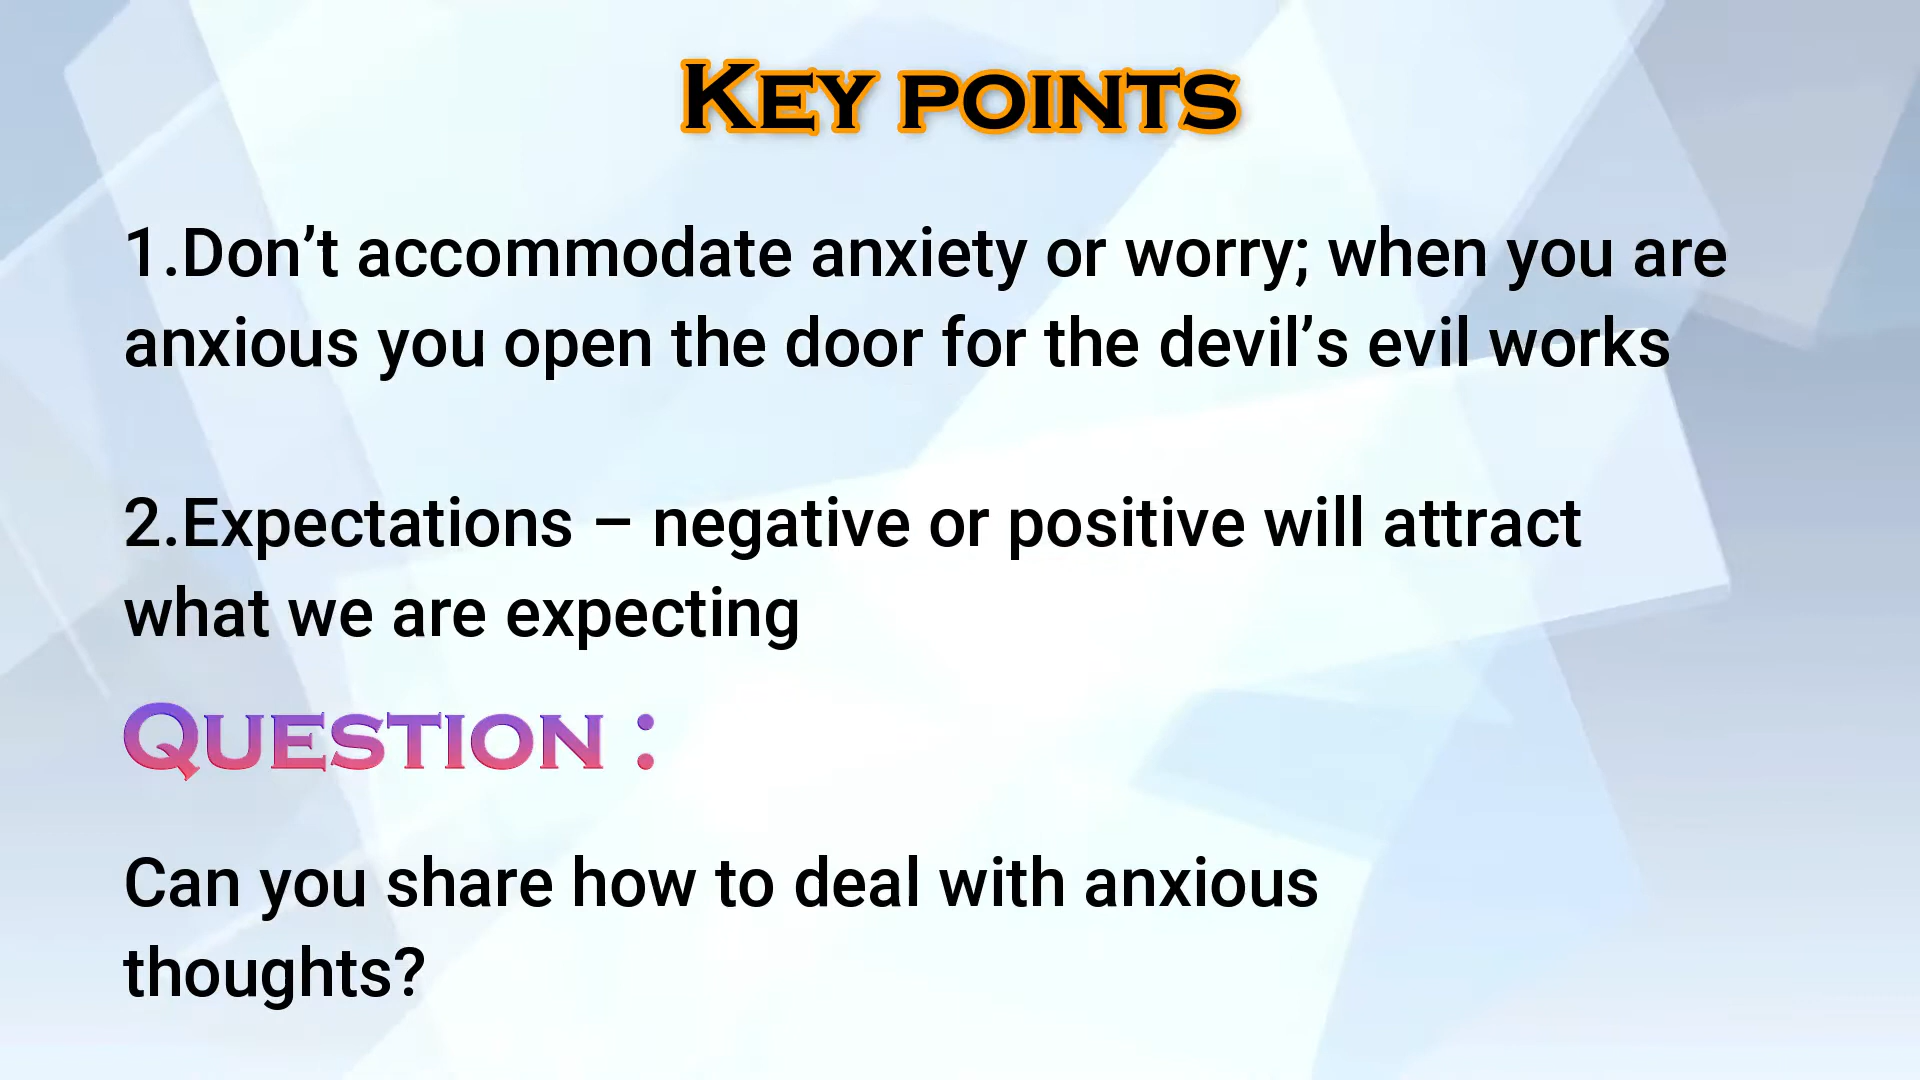 Key points
1.Don’t accommodate anxiety or worry; when you are
anxious you open the door for the devil’s evil works
2.Expectations – negative or positive will attract
what we are expecting
Question :
Can you share how to deal with anxious
thoughts?